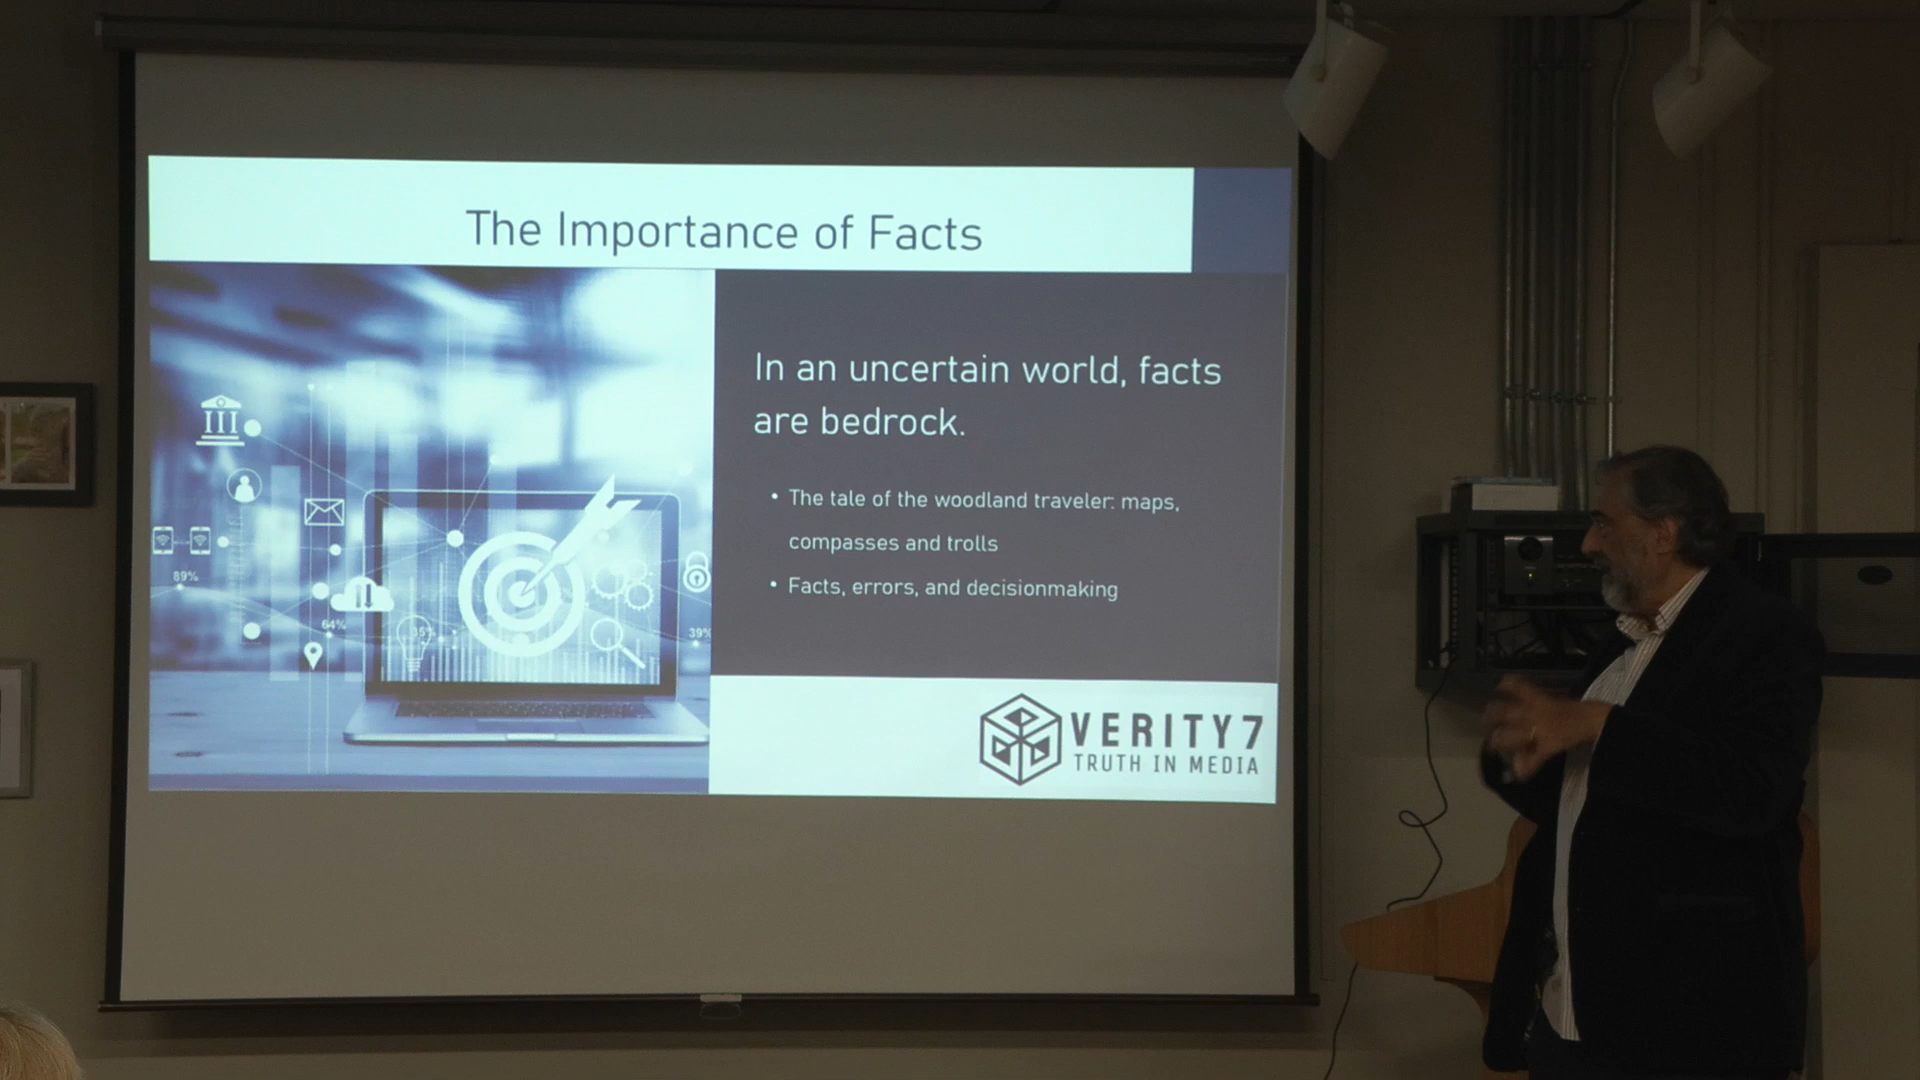 The Importance of Facts
In an uncertain world, facts
are bedrock.
• The tale of the woodland traveler: maps,
compasses and trolls
• Facts, errors, and decisionmaking
89%
64%
35%
39%
VERITY7
TRUTH IN MEDIA